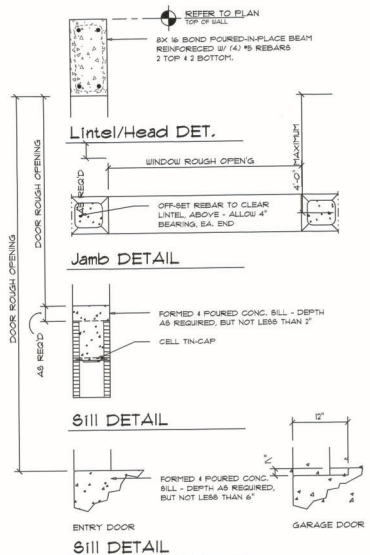 REFER TO PLAN
TOP OF WALL
8X 16 BOND POURED-IN-PLACE BEAM
REINFORECED W/ (4) #5 REBARS
2 TOP & 2 BOTTOM.
Lintel/Head DET.
WINDOW ROUGH OPEN'G
4'-0" MAXIMUM
AS REQ'D
DOOR ROUGH OPENING
DOOR ROUGH OPENING
OFF-SET REBAR TO CLEAR
LINTEL, ABOVE - ALLOW 4"
BEARING, EA. END
Jamb DETAIL
FORMED & POURED CONC. SILL - DEPTH
AS REQUIRED, BUT NOT LESS THAN 2"
AS REQ'D
CELL TIN-CAP
Sill DETAIL
12"
FORMED & POURED CONC.
SILL - DEPTH AS REQUIRED,
BUT NOT LESS THAN 6"
ENTRY DOOR
GARAGE DOOR
Sill DETAIL